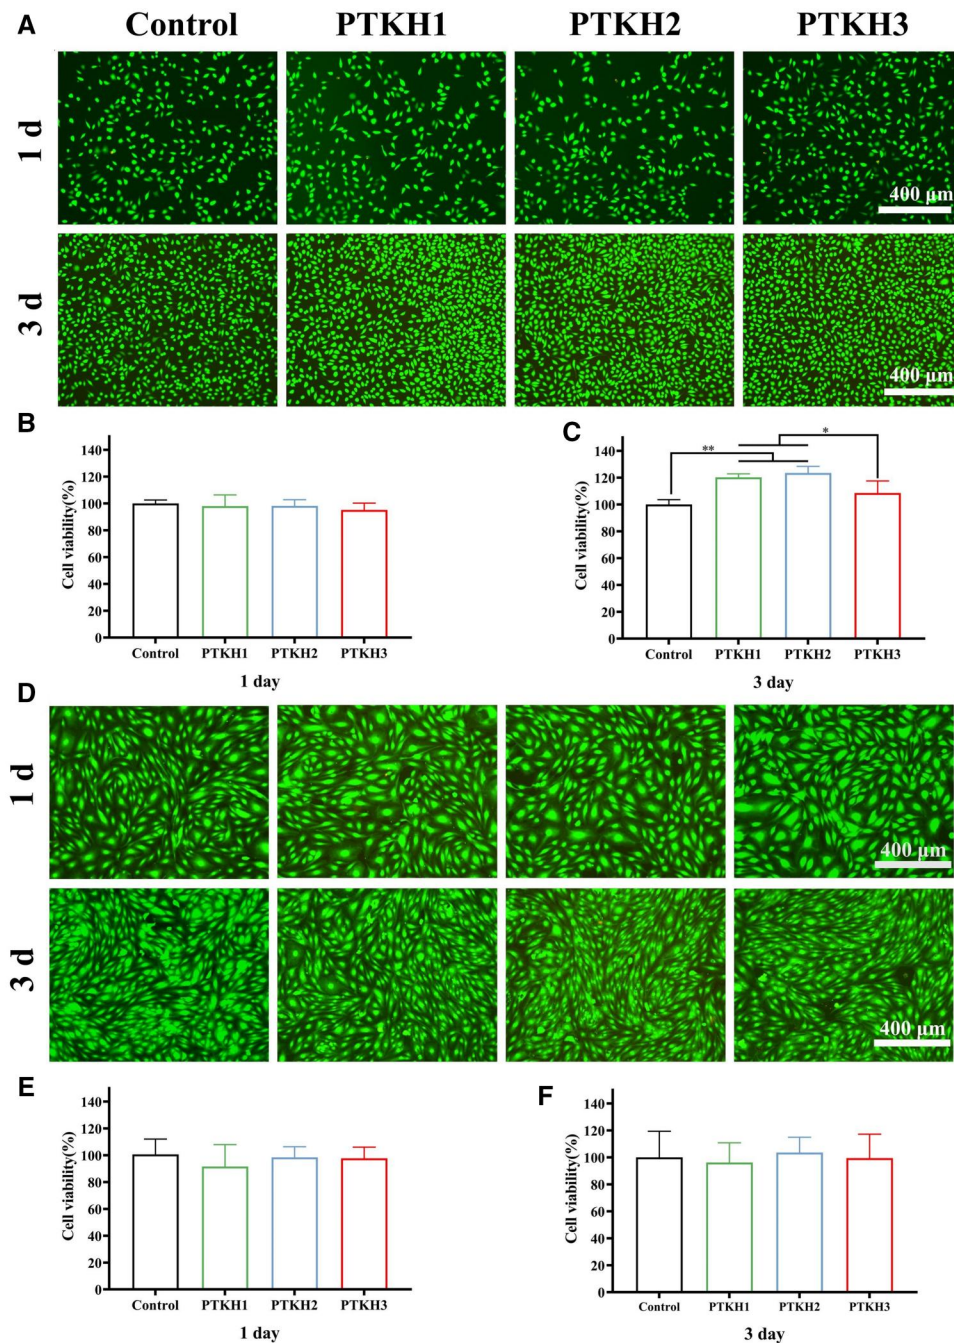 A
Control PTKH1 PTKH2 PTKH3
1 d
400 μm
3 d
400 μm
B
140
120
100
80
60
40
20
0
Cell viability(%)
Control PTKH1 PTKH2 PTKH3
1 day
C
140
120
100
80
60
40
20
0
Cell viability(%)
**
*
Control PTKH1 PTKH2 PTKH3
3 day
D
1 d
400 μm
3 d
400 μm
E
140
120
100
80
60
40
20
0
Cell viability(%)
Control PTKH1 PTKH2 PTKH3
1 day
F
140
120
100
80
60
40
20
0
Cell viability(%)
Control PTKH1 PTKH2 PTKH3
3 day